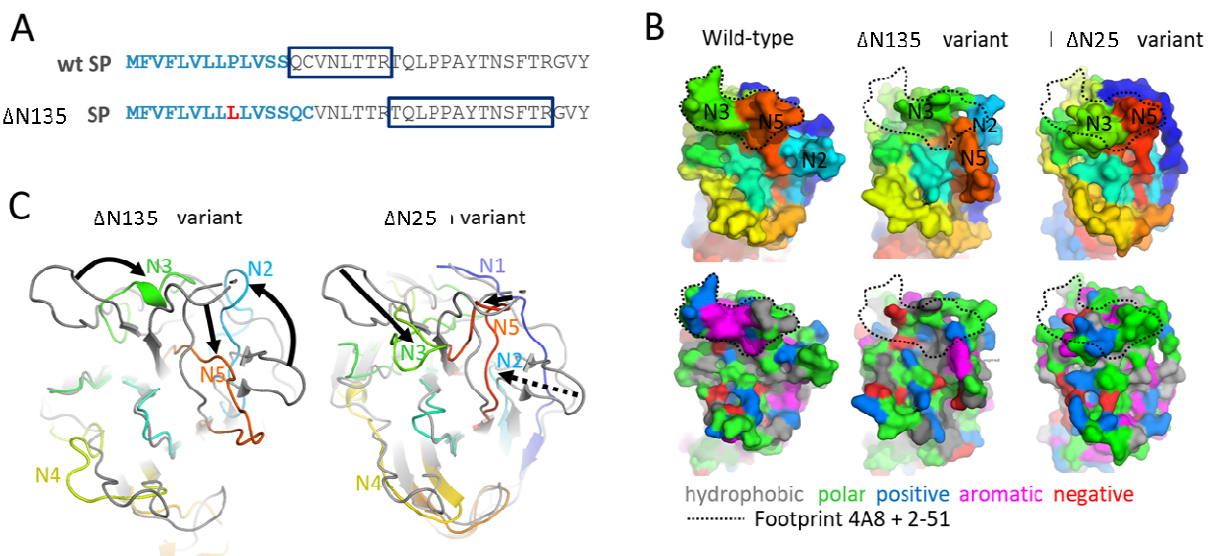 A
wt SP MFVFLVLLPLVSSQCVNLTTRTQLPPAYTNSFTRGVY
ΔN135 SP MFVFLVLLLLVSSQCVNLTTRTQLPPAYTNSFTRGVY
B
Wild-type ΔN135 variant ΔN25 variant
N3 N5 N2
N2 N5
N3 N5
C
ΔN135 variant ΔN25 variant
N3 N2 N5 N4
N1 N5 N3 N2 N4
hydrophobic polar positive aromatic negative
Footprint 4A8 + 2-51